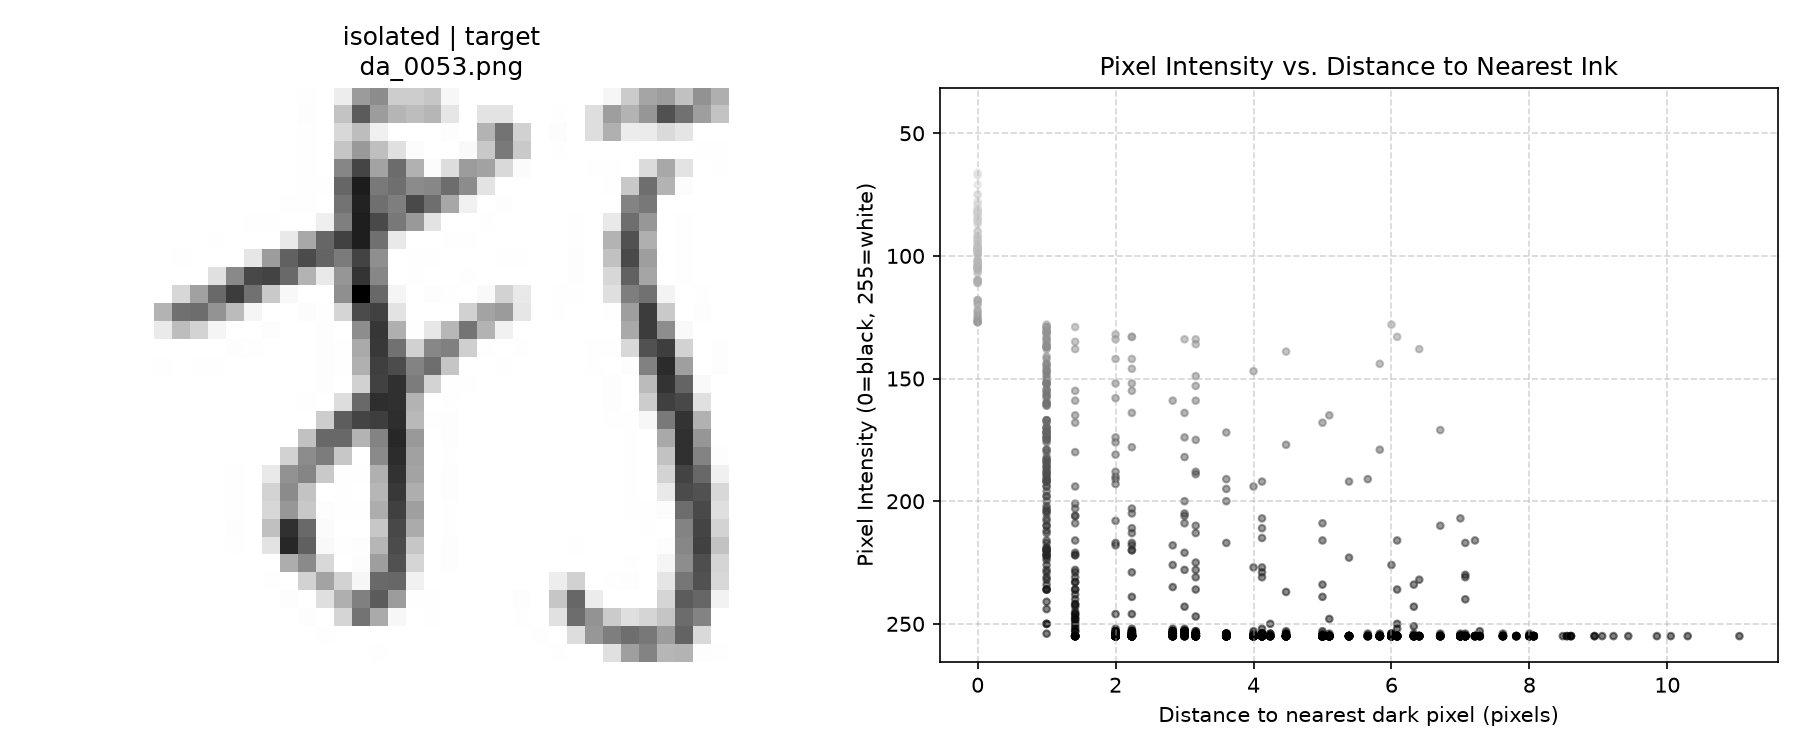 isolated | target
da_0053.png
Pixel Intensity vs. Distance to Nearest Ink
Pixel Intensity (0=black, 255=white)
50
100
150
200
250
0 2 4 6 8 10
Distance to nearest dark pixel (pixels)